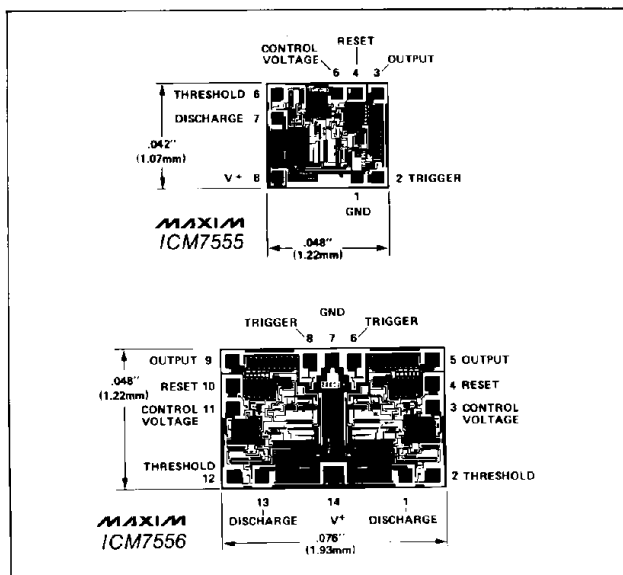 RESET
CONTROL VOLTAGE 6 4 3 OUTPUT
THRESHOLD 6
DISCHARGE 7
.042"
(1.07mm)
V+ 8
2 TRIGGER
1
GND
MAXIM
ICM7555
.048"
(1.22mm)
GND
TRIGGER TRIGGER
8 7 6
OUTPUT 9
5 OUTPUT
RESET 10
4 RESET
.048"
(1.22mm)
CONTROL 11
VOLTAGE
3 CONTROL
VOLTAGE
THRESHOLD
12
2 THRESHOLD
13 14 1
DISCHARGE V+ DISCHARGE
MAXIM
ICM7556
.076"
(1.93mm)